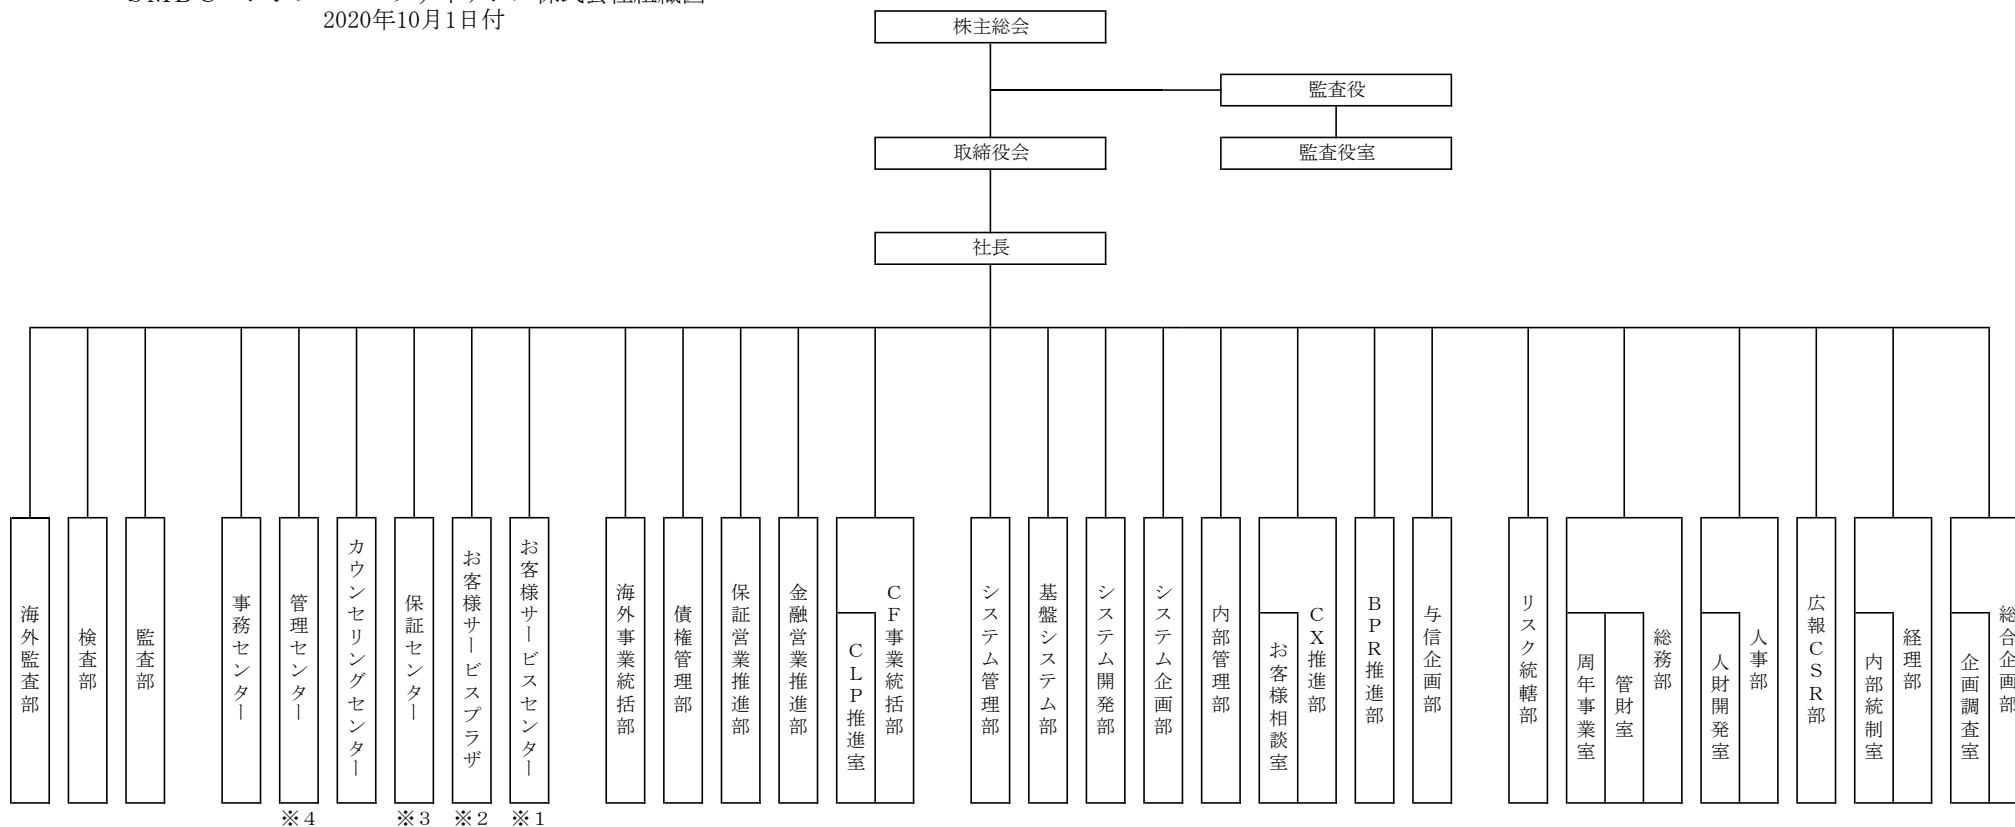 2020年10月1日付
株主総会
監査役
取締役会
監査役室
社長
海外監査部
検査部
監査部
事務センター
管理センター
カウンセリングセンター
保証センター
お客様サービスプラザ
お客様サービスセンター
海外事業統括部
債権管理部
保証営業推進部
金融営業推進部
CLP推進室
CF事業統括部
システム管理部
基盤システム部
システム開発部
システム企画部
内部管理部
お客様相談室
CX推進部
BPR推進部
与信企画部
リスク統轄部
周年事業室
管財室
総務部
人財開発室
人事部
広報CSR部
内部統制室
経理部
企画調査室
総合企画部
※4
※3
※2
※1